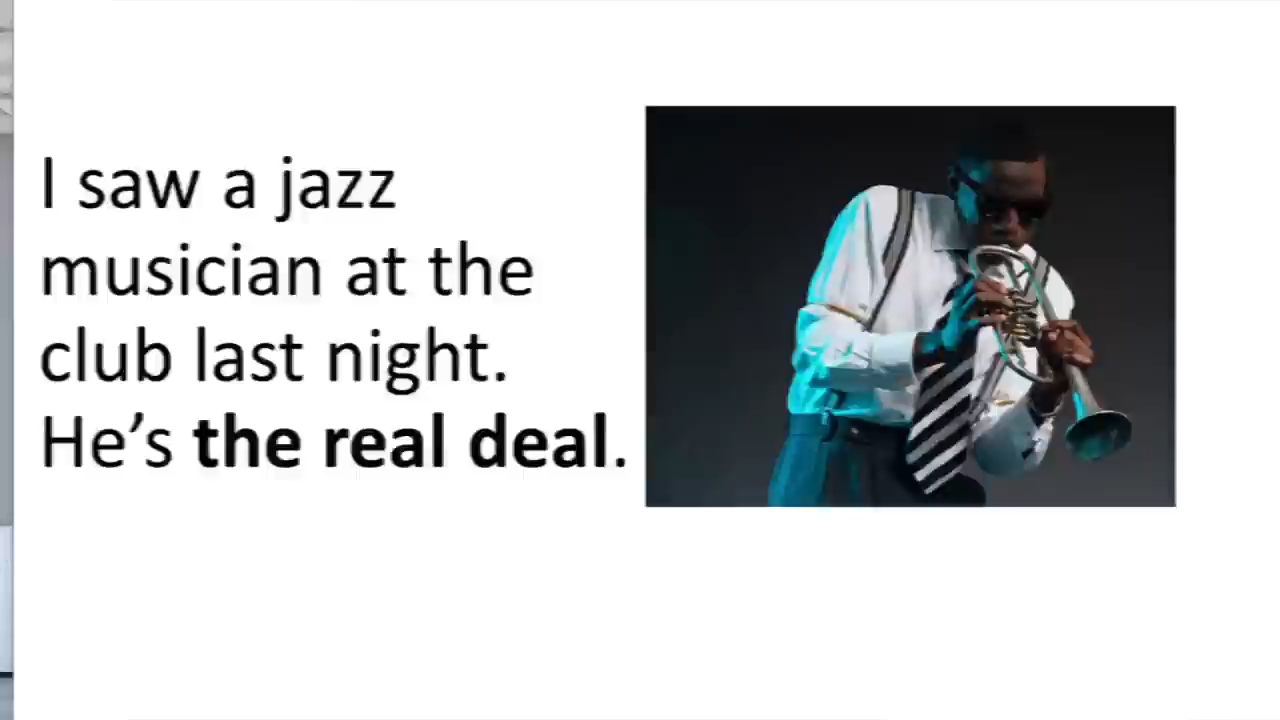 I saw a jazz
musician at the
club last night.
He’s the real deal.